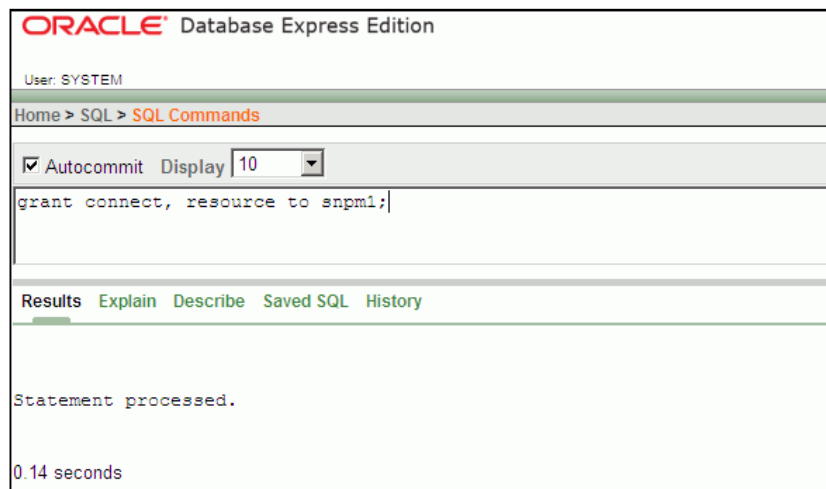 ORACLE Database Express Edition
User: SYSTEM
Home > SQL > SQL Commands
Autocommit Display 10
grant connect, resource to snpm1;
Results Explain Describe Saved SQL History
Statement processed.
0.14 seconds